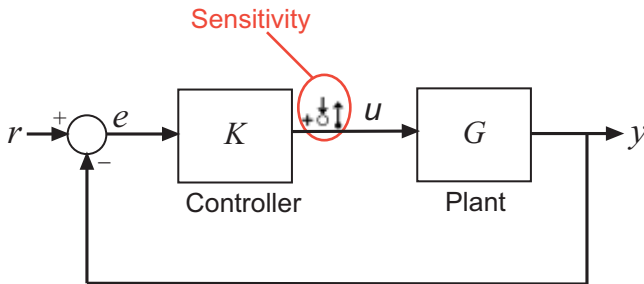 Sensitivity
r + − e K + u G y
Controller Plant